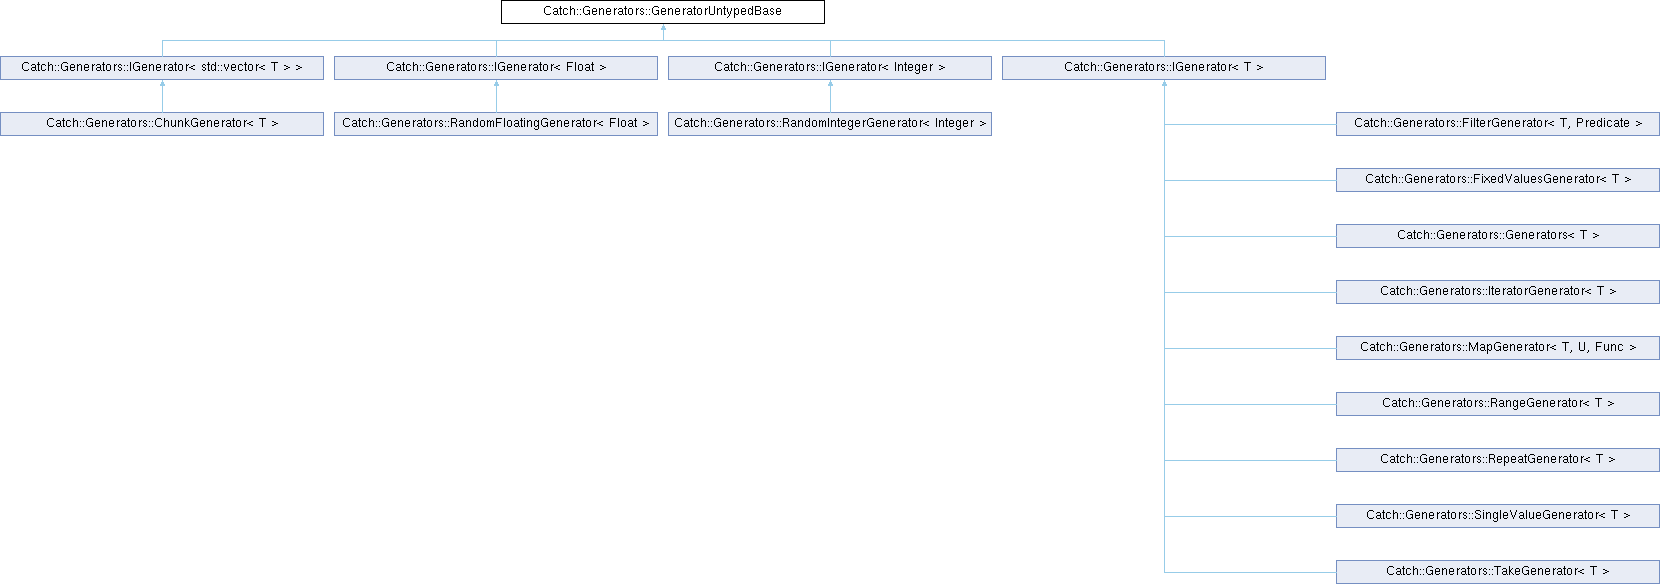 Catch::Generators::GeneratorUntypedBase
Catch::Generators::IGenerator< std::vector< T > >
Catch::Generators::IGenerator< Float >
Catch::Generators::IGenerator< Integer >
Catch::Generators::IGenerator< T >
Catch::Generators::ChunkGenerator< T >
Catch::Generators::RandomFloatingGenerator< Float >
Catch::Generators::RandomIntegerGenerator< Integer >
Catch::Generators::FilterGenerator< T, Predicate >
Catch::Generators::FixedValuesGenerator< T >
Catch::Generators::Generators< T >
Catch::Generators::IteratorGenerator< T >
Catch::Generators::MapGenerator< T, U, Func >
Catch::Generators::RangeGenerator< T >
Catch::Generators::RepeatGenerator< T >
Catch::Generators::SingleValueGenerator< T >
Catch::Generators::TakeGenerator< T >